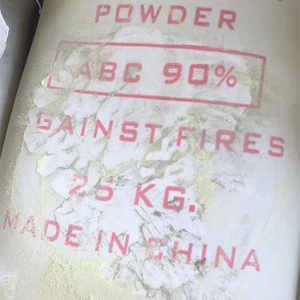 POWDER
ABC 90%
GAINST FIRES
25 KG.
MADE IN CHINA